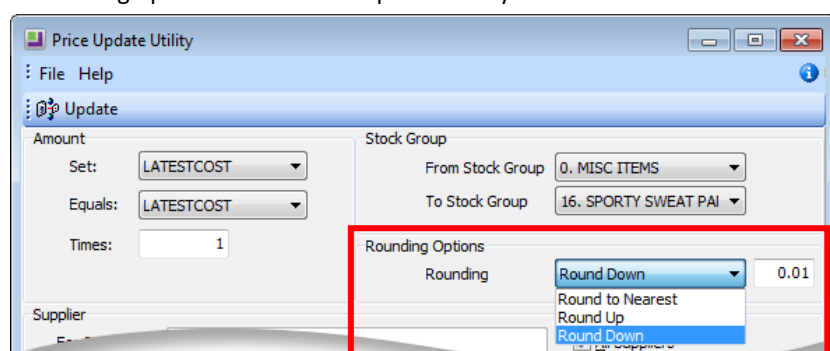 Price Update Utility
File Help
Update
Amount
Set: LATESTCOST
Equals: LATESTCOST
Times: 1
Stock Group
From Stock Group 0. MISC ITEMS
To Stock Group 16. SPORTY SWEAT PAI
Rounding Options
Rounding Round Down 0.01
Round to Nearest
Round Up
Round Down
Supplier